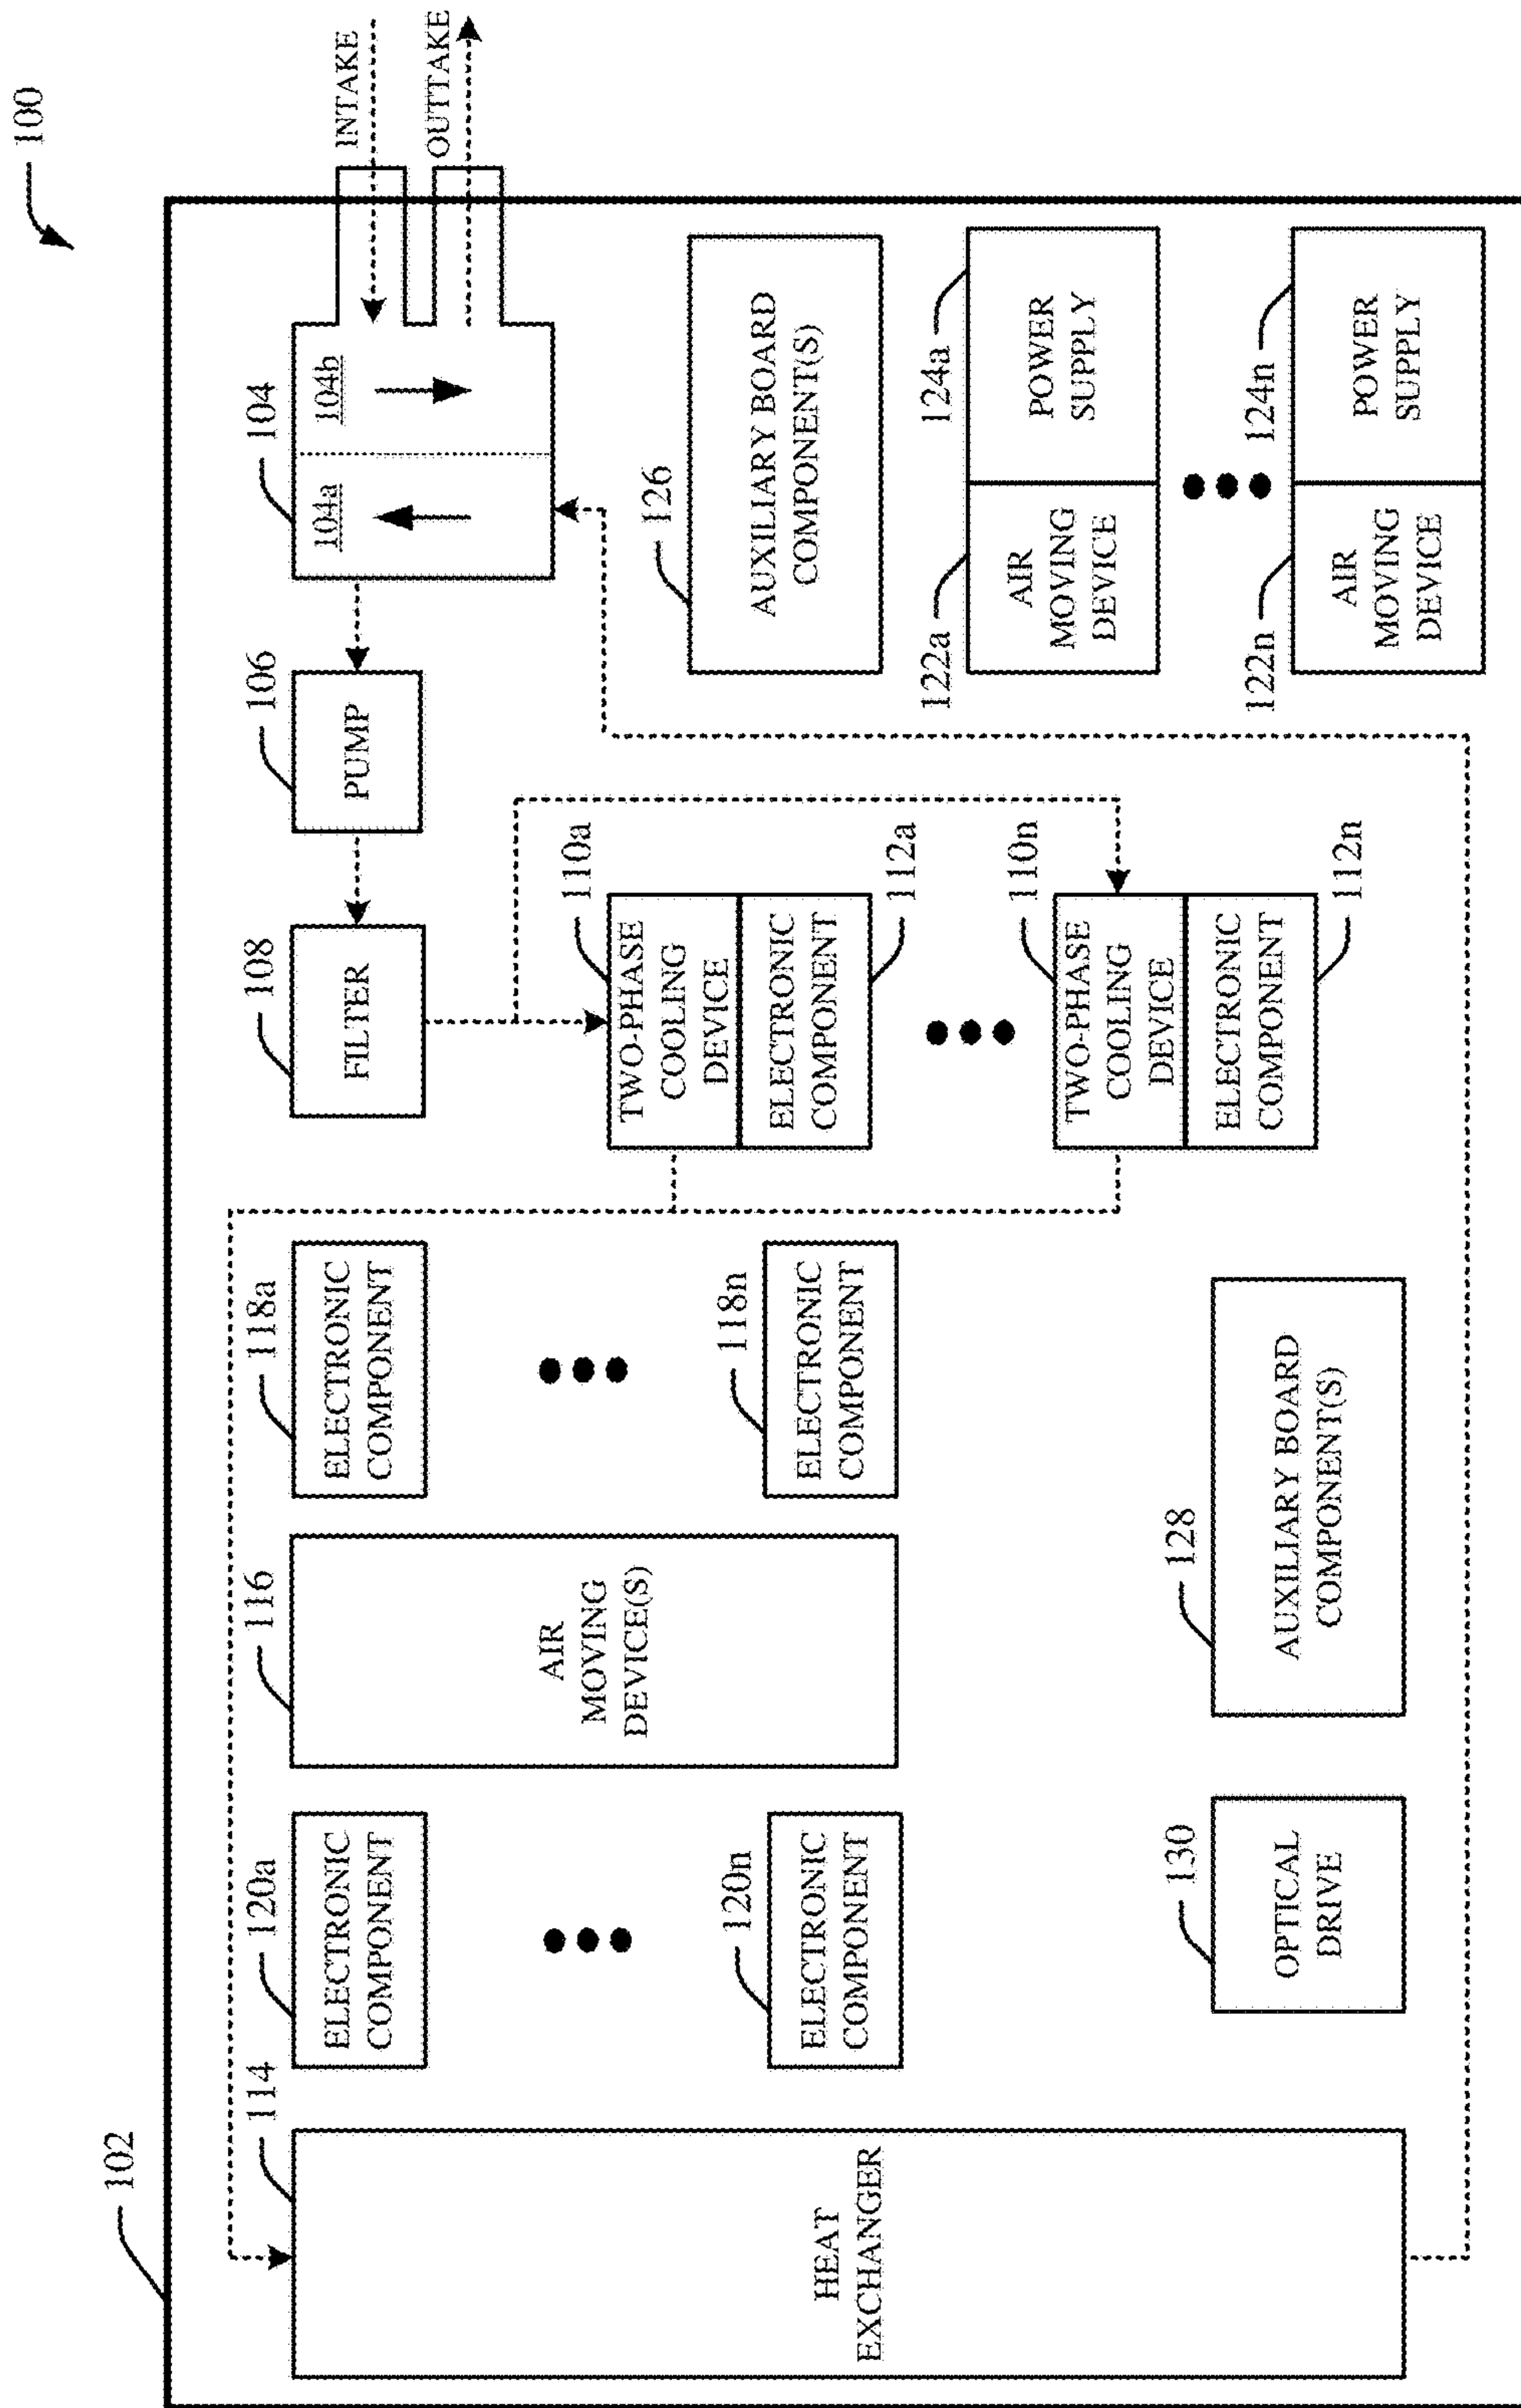 100
102
INTAKE
OUTTAKE
104
104a
104b
106
PUMP
108
FILTER
110a
TWO-PHASE
COOLING
DEVICE
ELECTRONIC
COMPONENT
112a
110n
TWO-PHASE
COOLING
DEVICE
ELECTRONIC
COMPONENT
112n
114
HEAT
EXCHANGER
120a
ELECTRONIC
COMPONENT
120n
ELECTRONIC
COMPONENT
116
AIR
MOVING
DEVICE(S)
118a
ELECTRONIC
COMPONENT
118n
ELECTRONIC
COMPONENT
126
AUXILIARY BOARD
COMPONENT(S)
122a
AIR
MOVING
DEVICE
124a
POWER
SUPPLY
122n
AIR
MOVING
DEVICE
124n
POWER
SUPPLY
130
OPTICAL
DRIVE
128
AUXILIARY BOARD
COMPONENT(S)